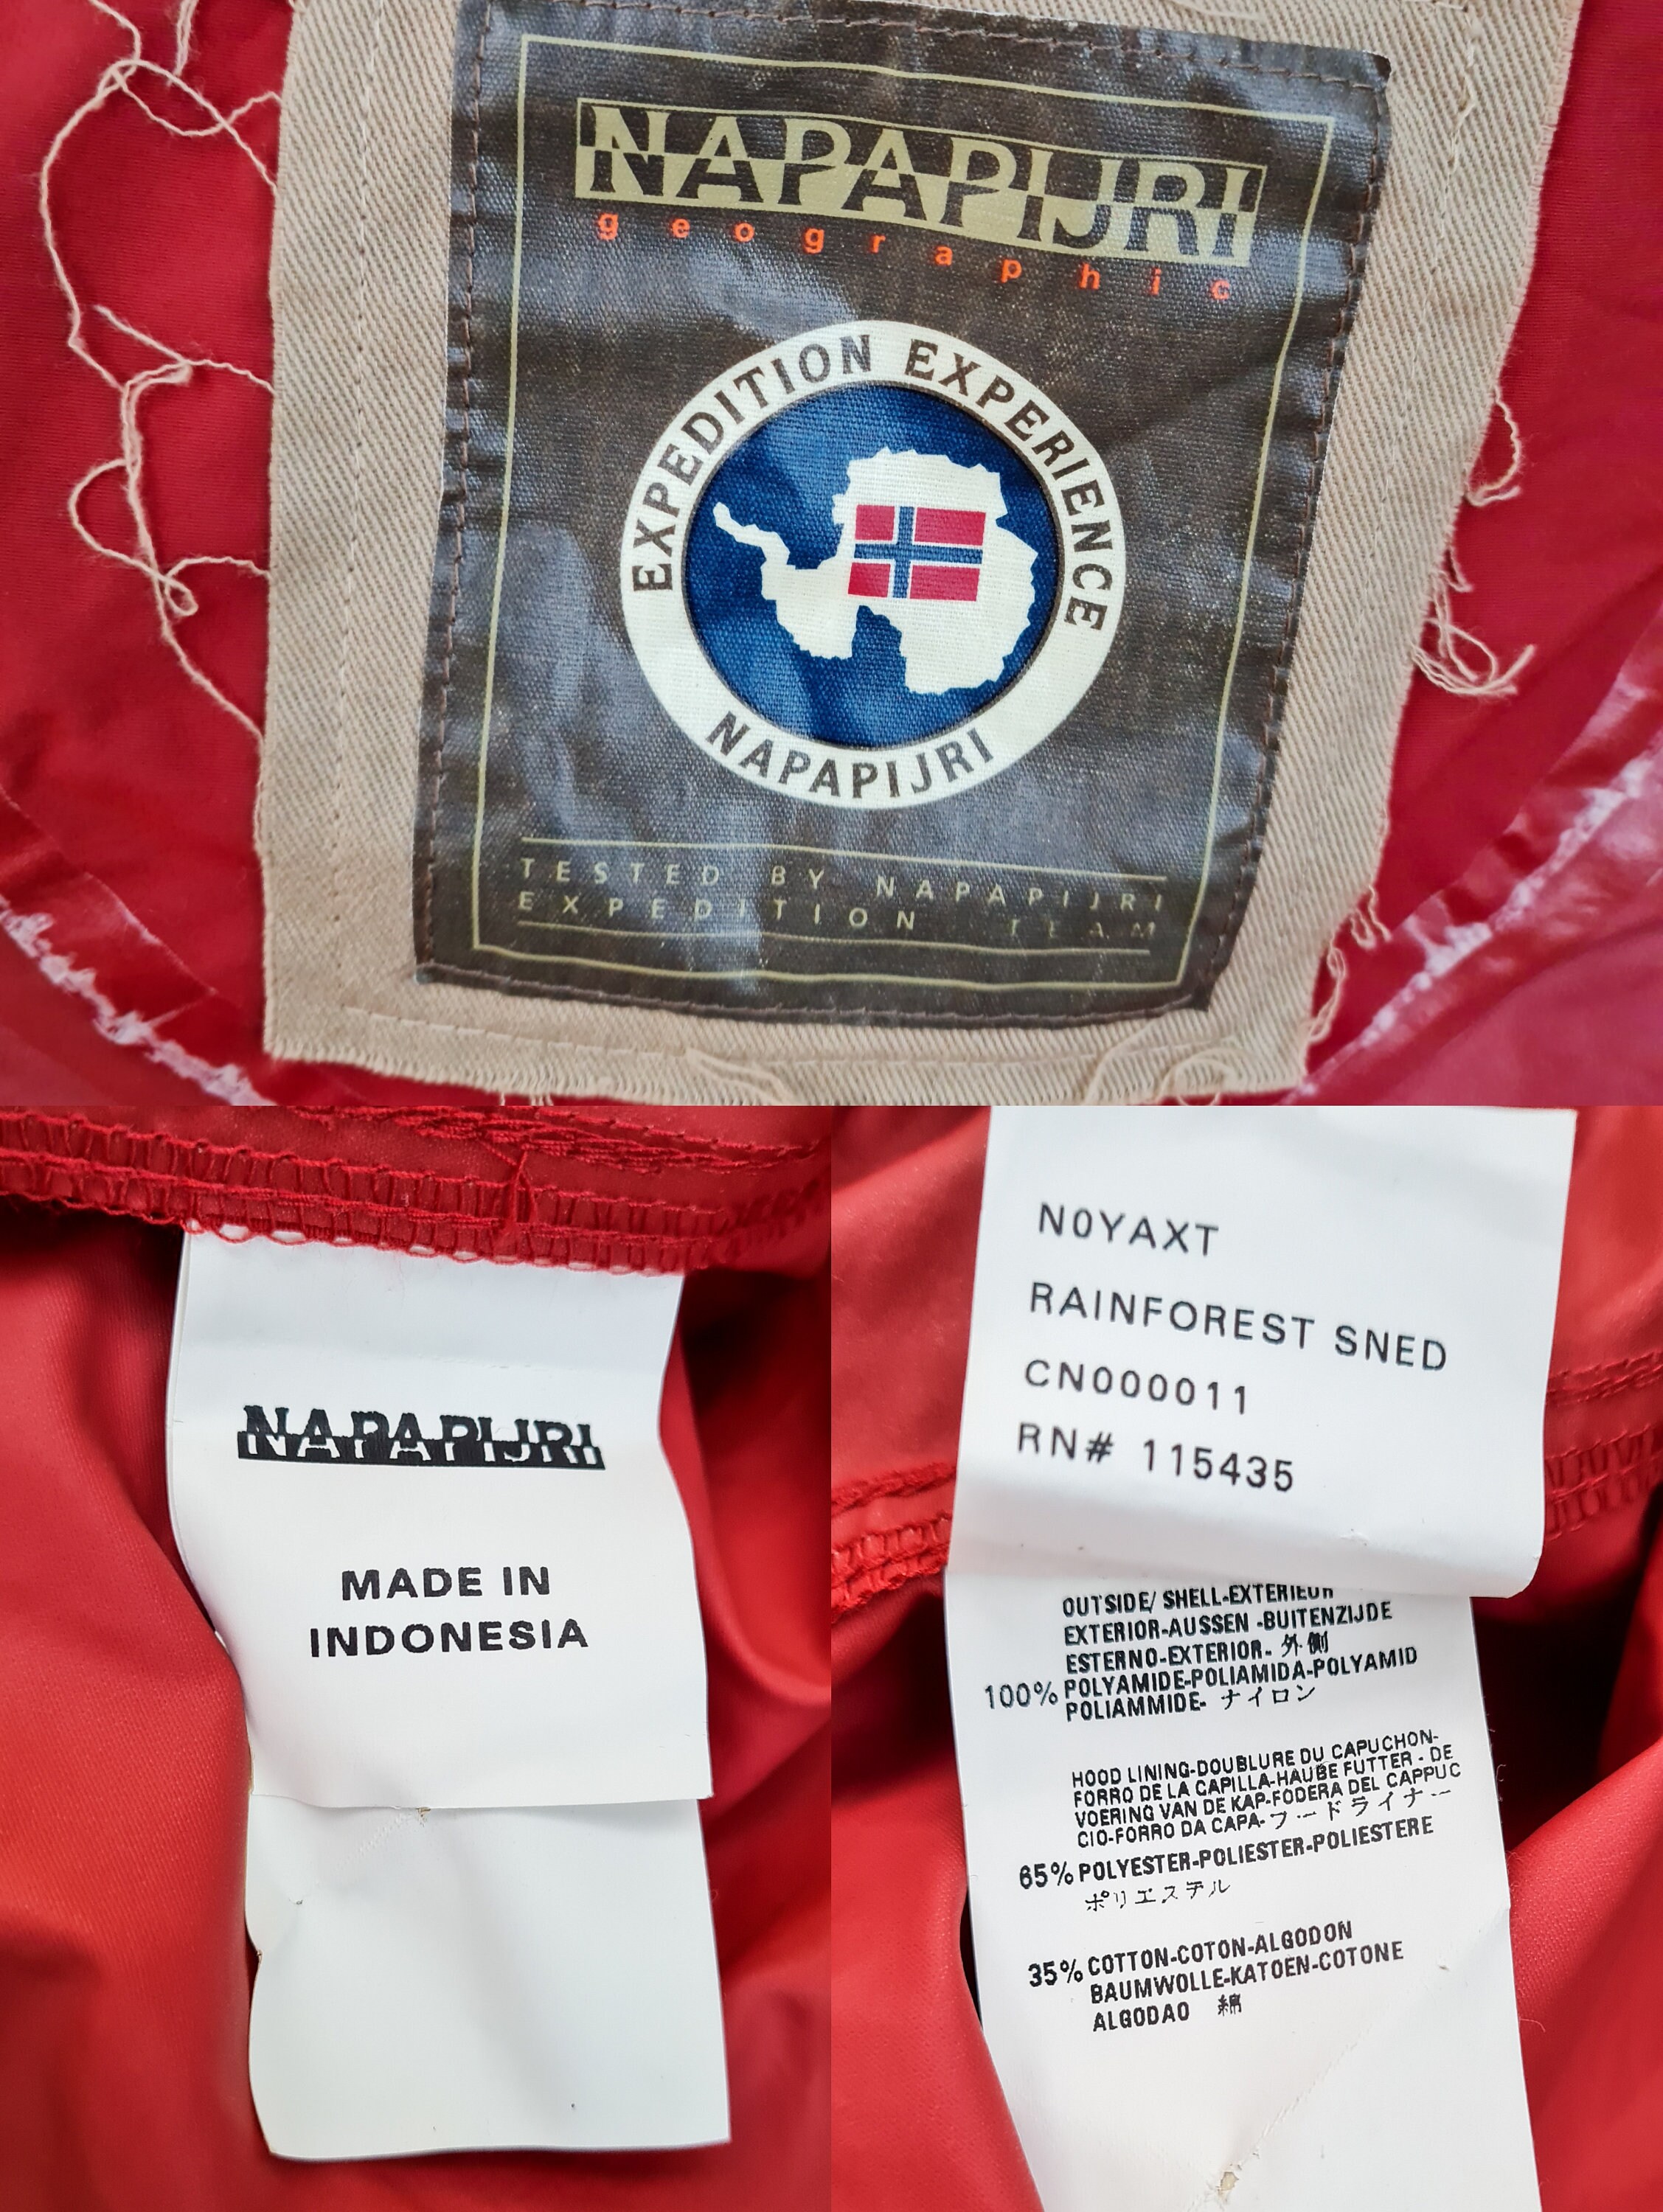 NAPAPIJRI
geographic
EXPEDITION EXPERIENCE
NAPAPIJRI
TESTED BY NAPAPIJRI
EXPEDITION TEAM
NAPAPIJRI
MADE IN
INDONESIA
N0YAXT
RAINFOREST SNED
CN000011
RN# 115435
OUTSIDE/ SHELL-EXTERIEUR
EXTERIOR-AUSSEN -BUITENZIJDE
ESTERNO-EXTERIOR- 外側
100% POLYAMIDE-POLIAMIDA-POLYAMID
POLIAMMIDE- ナイロン
HOOD LINING-DOUBLURE DU CAPUCHON-
FORRO DE LA CAPILLA-HAUBE FUTTER - DE
VOERING VAN DE KAP-FODERA DEL CAPPUC
CIO-FORRO DA CAPA- フードライナー
65% POLYESTER-POLIESTER-POLIESTERE
ポリエステル
35% COTTON-COTON-ALGODON
BAUMWOLLE-KATOEN-COTONE
ALGODAO 綿